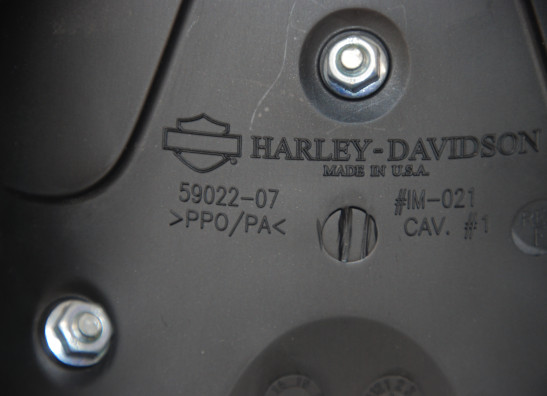 HARLEY-DAVIDSON
MADE IN U.S.A.
59022-07
>PPO/PA<
#IM-021
CAV. #1